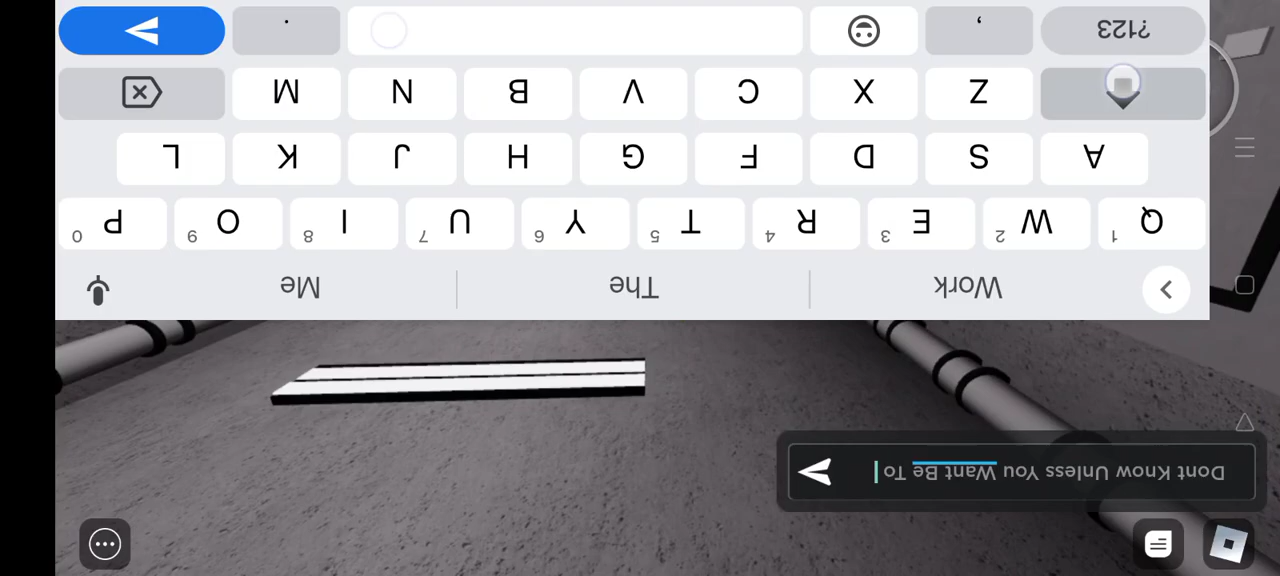 Dont Know Unless You Want Be To
Work The Me
Q 1 W 2 E 3 R 4 T 5 Y 6 U 7 I 8 O 9 P 0
A S D F G H J K L
Z X C V B N M
?123 , .